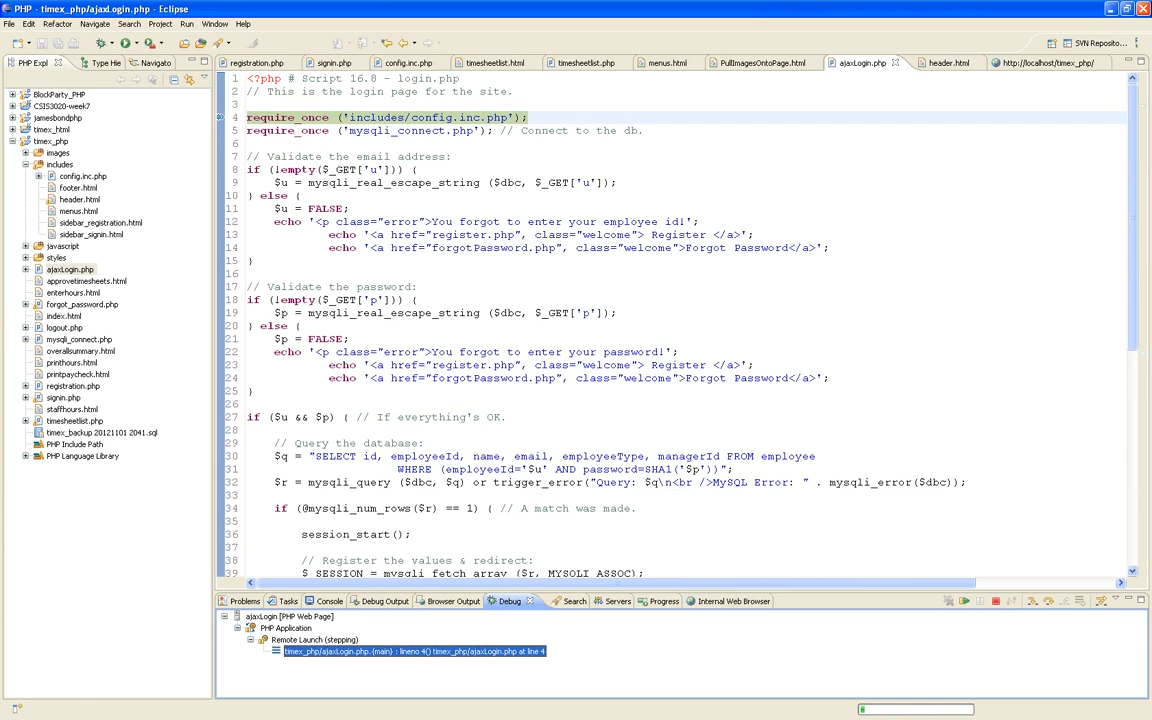 PHP - timex_php/ajaxLogin.php - Eclipse
File Edit Refactor Navigate Search Project Run Window Help
SVN Reposito...
PHP Expl Type Hie Navigato
registration.php signin.php config.inc.php timesheetlist.html timesheetlist.php menus.html PullImagesOntoPage.html ajaxLogin.php header.html http://localhost/timex_php/
BlockParty_PHP
CSIS3020-week7
jamesbondphp
timex_html
timex_php
images
includes
config.inc.php
footer.html
header.html
menus.html
sidebar_registration.html
sidebar_signin.html
javascript
styles
ajaxLogin.php
approvetimesheets.html
enterhours.html
forgot_password.php
index.html
logout.php
mysqli_connect.php
overallsummary.html
printhours.html
printpaycheck.html
registration.php
signin.php
staffhours.html
timesheetlist.php
timex_backup 20121101 2041.sql
PHP Include Path
PHP Language Library
1 <?php # Script 16.8 - login.php
2 // This is the login page for the site.
3
4 require_once ('includes/config.inc.php');
5 require_once ('mysqli_connect.php'); // Connect to the db.
6
7 // Validate the email address:
8 if (!empty($_GET['u'])) {
9 $u = mysqli_real_escape_string ($dbc, $_GET['u']);
10 } else {
11 $u = FALSE;
12 echo '<p class="error">You forgot to enter your employee id!';
13 echo '<a href="register.php", class="welcome"> Register </a>';
14 echo '<a href="forgotPassword.php", class="welcome">Forgot Password</a>';
15 }
16
17 // Validate the password:
18 if (!empty($_GET['p'])) {
19 $p = mysqli_real_escape_string ($dbc, $_GET['p']);
20 } else {
21 $p = FALSE;
22 echo '<p class="error">You forgot to enter your password!';
23 echo '<a href="register.php", class="welcome"> Register </a>';
24 echo '<a href="forgotPassword.php", class="welcome">Forgot Password</a>';
25 }
26
27 if ($u && $p) { // If everything's OK.
28
29 // Query the database:
30 $q = "SELECT id, employeeId, name, email, employeeType, managerId FROM employee
31 WHERE (employeeId='$u' AND password=SHA1('$p'))";
32 $r = mysqli_query ($dbc, $q) or trigger_error("Query: $q\n<br />MySQL Error: " . mysqli_error($dbc));
33
34 if (@mysqli_num_rows($r) == 1) { // A match was made.
35
36 session_start();
37
38 // Register the values & redirect:
39 $_SESSION = mysqli_fetch_array ($r, MYSQLI_ASSOC);
Problems Tasks Console Debug Output Browser Output Debug Search Servers Progress Internal Web Browser
ajaxLogin [PHP Web Page]
PHP Application
Remote Launch (stepping)
timex_php/ajaxLogin.php.{main} : lineno 4() timex_php/ajaxLogin.php at line 4